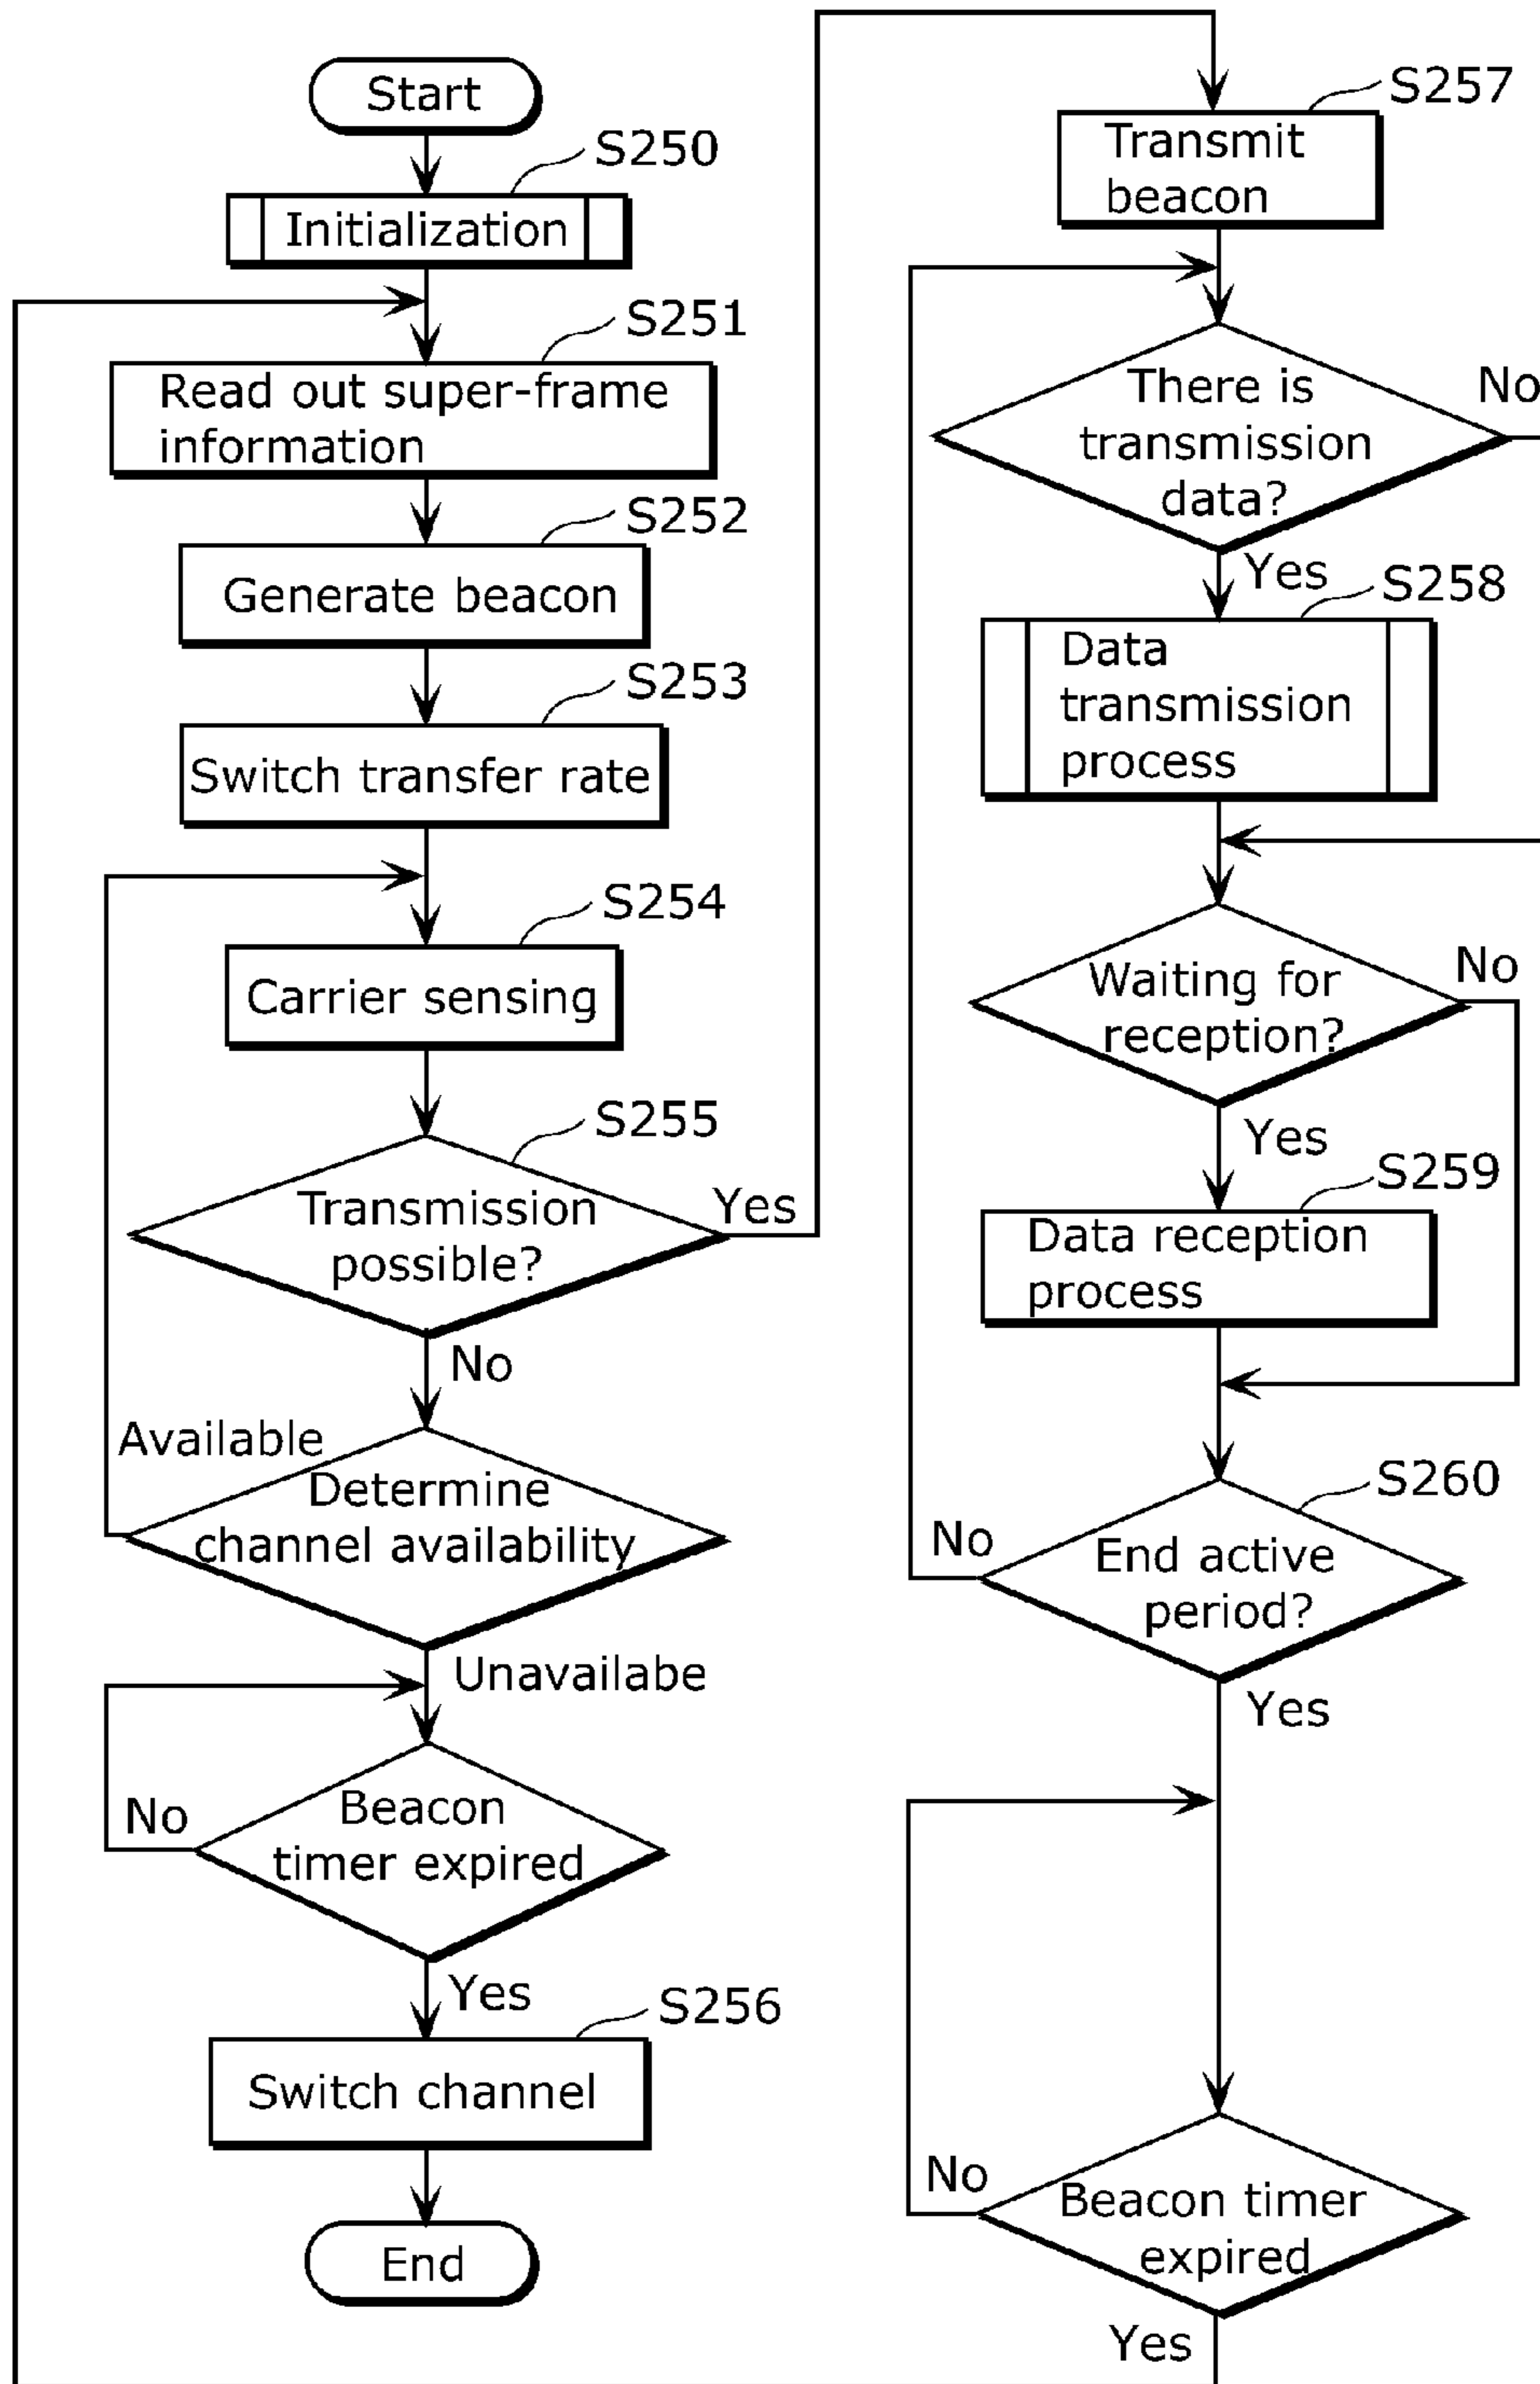 Start
S250
Initialization
S251
Read out super-frame
information
S252
Generate beacon
S253
Switch transfer rate
S254
Carrier sensing
S255
Transmission
possible?
Yes
No
Available
Determine
channel availability
Unavailabe
No
Beacon
timer expired
Yes
S256
Switch channel
End
S257
Transmit
beacon
There is
transmission
data?
No
Yes
S258
Data
transmission
process
Waiting for
reception?
No
Yes
S259
Data reception
process
S260
No
End active
period?
Yes
No
Beacon timer
expired
Yes